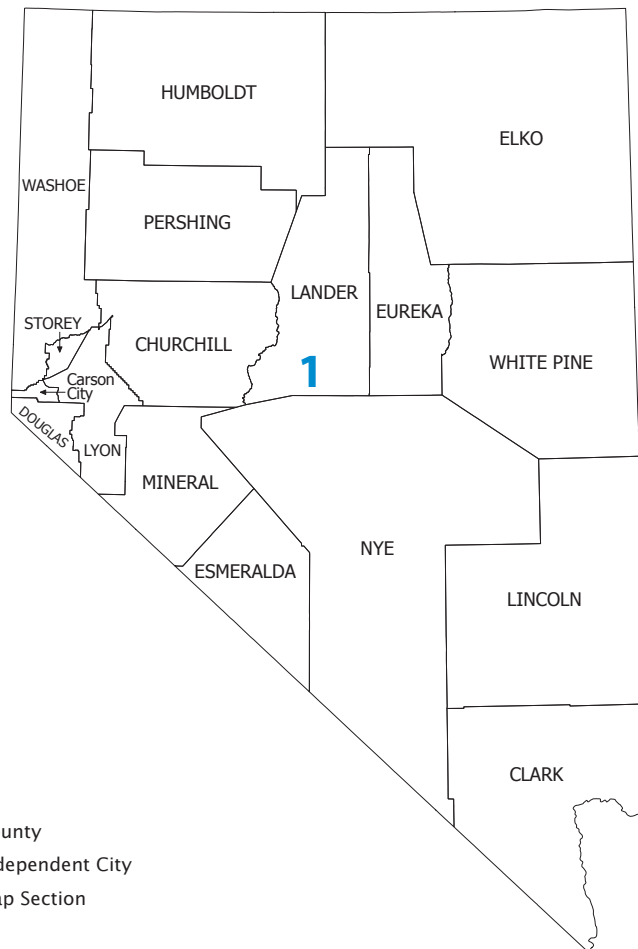 HUMBOLDT
ELKO
WASHOE
PERSHING
LANDER
EUREKA
STOREY
CHURCHILL
1
WHITE PINE
Carson
City
DOUGLAS
LYON
MINERAL
NYE
ESMERALDA
LINCOLN
CLARK
unty
dependent City
p Section